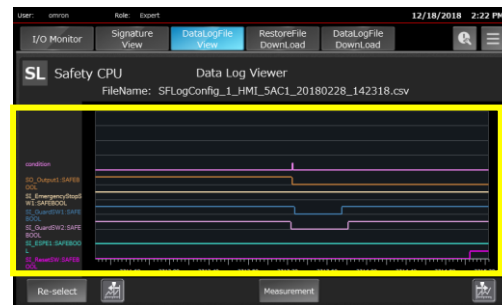 User: omron Role: Expert 12/18/2018 2:22 PM
I/O Monitor
Signature
View
DataLogFile
View
RestoreFile
DownLoad
DataLogFile
DownLoad
SL Safety CPU Data Log Viewer
FileName: SFLogConfig_1_HMI_5AC1_20180228_142318.csv
condition
SO_Output1:SAFEB
OOL
SI_EmergencyStopS
W1:SAFEBOOL
SI_GuardSW1:SAFE
BOOL
SI_GuardSW2:SAFE
BOOL
SI_ESPE1:SAFEBOO
L
SI_ResetSW:SAFEB
OOL
Re-select
Measurement